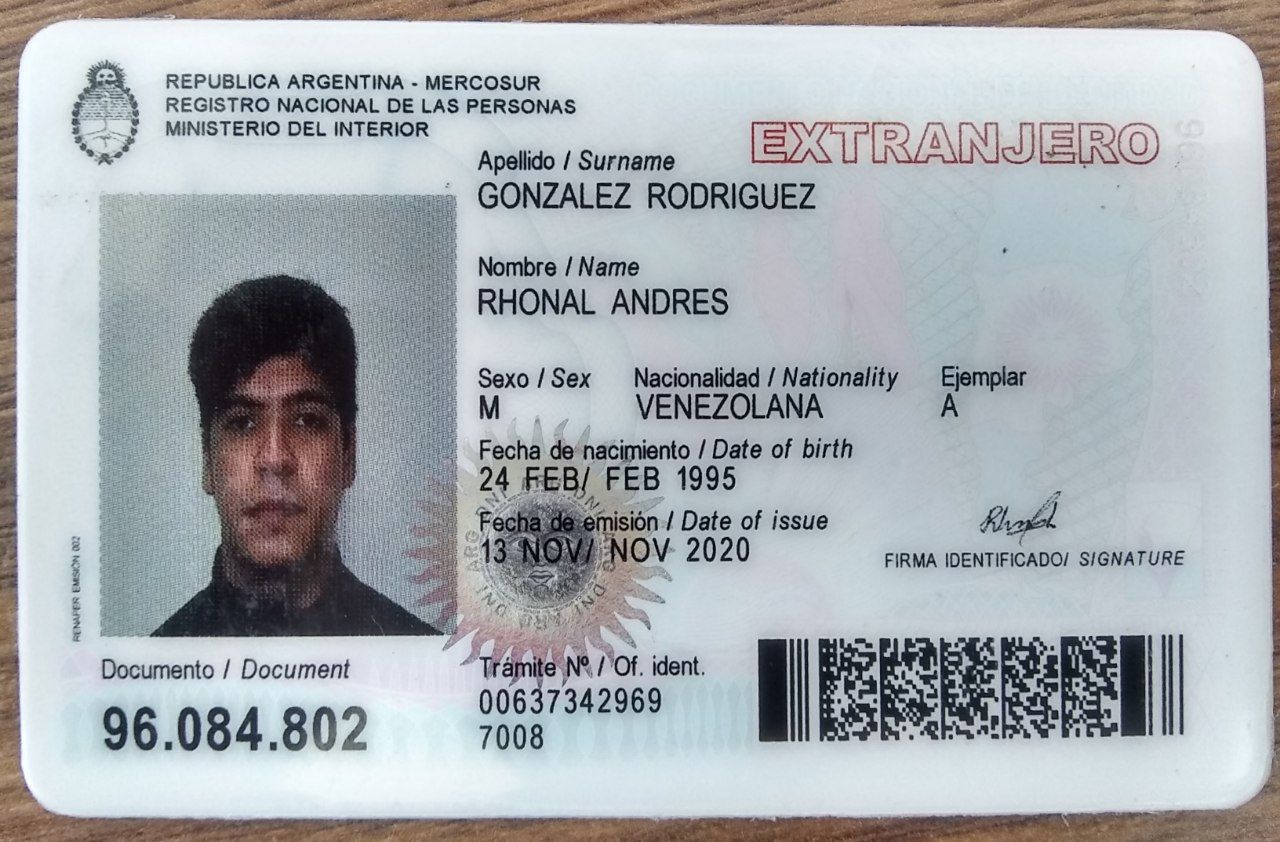 REPUBLICA ARGENTINA - MERCOSUR
REGISTRO NACIONAL DE LAS PERSONAS
MINISTERIO DEL INTERIOR
EXTRANJERO
Apellido / Surname
GONZALEZ RODRIGUEZ
Nombre / Name
RHONAL ANDRES
Sexo / Sex Nacionalidad / Nationality Ejemplar
M VENEZOLANA A
Fecha de nacimiento / Date of birth
24 FEB/ FEB 1995
Fecha de emisión / Date of issue
13 NOV/ NOV 2020
FIRMA IDENTIFICADO/ SIGNATURE
RENAPER EMISIÓN 002
Documento / Document
96.084.802
Trámite Nº / Of. ident.
00637342969
7008